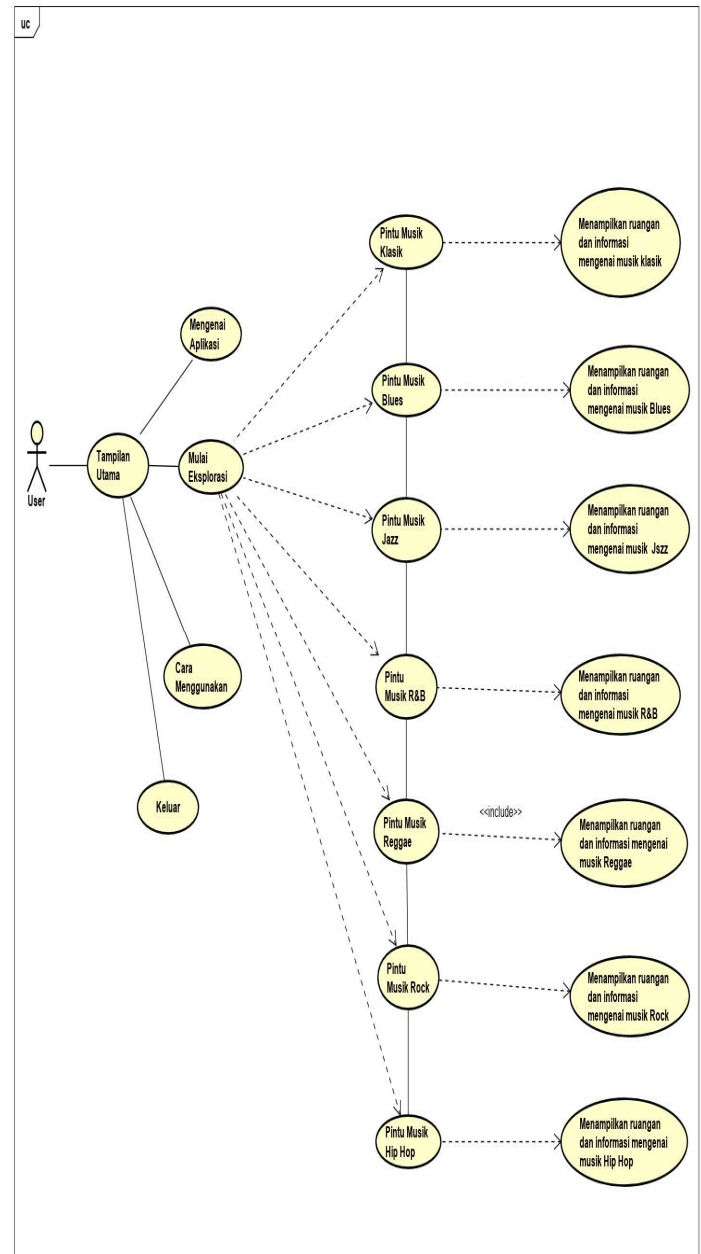 uc
Pintu Musik
Klasik
Menampilkan ruangan
dan informasi
mengenai musik klasik
Mengenai
Aplikasi
Pintu Musik
Blues
Menampilkan ruangan
dan informasi
mengenai musik Blues
User
Tampilan
Utama
Mulai
Eksplorasi
Pintu Musik
Jazz
Menampilkan ruangan
dan informasi
mengenai musik Jszz
Cara
Menggunakan
Pintu
Musik R&B
Menampilkan ruangan
dan informasi
mengenai musik R&B
Keluar
Pintu Musik
Reggae
<<include>>
Menampilkan ruangan
dan informasi mengenai
musik Reggae
Pintu
Musik Rock
Menampilkan ruangan
dan informasi
mengenai musik Rock
Pintu Musik
Hip Hop
Menampilkan ruangan
dan informasi mengenai
musik Hip Hop